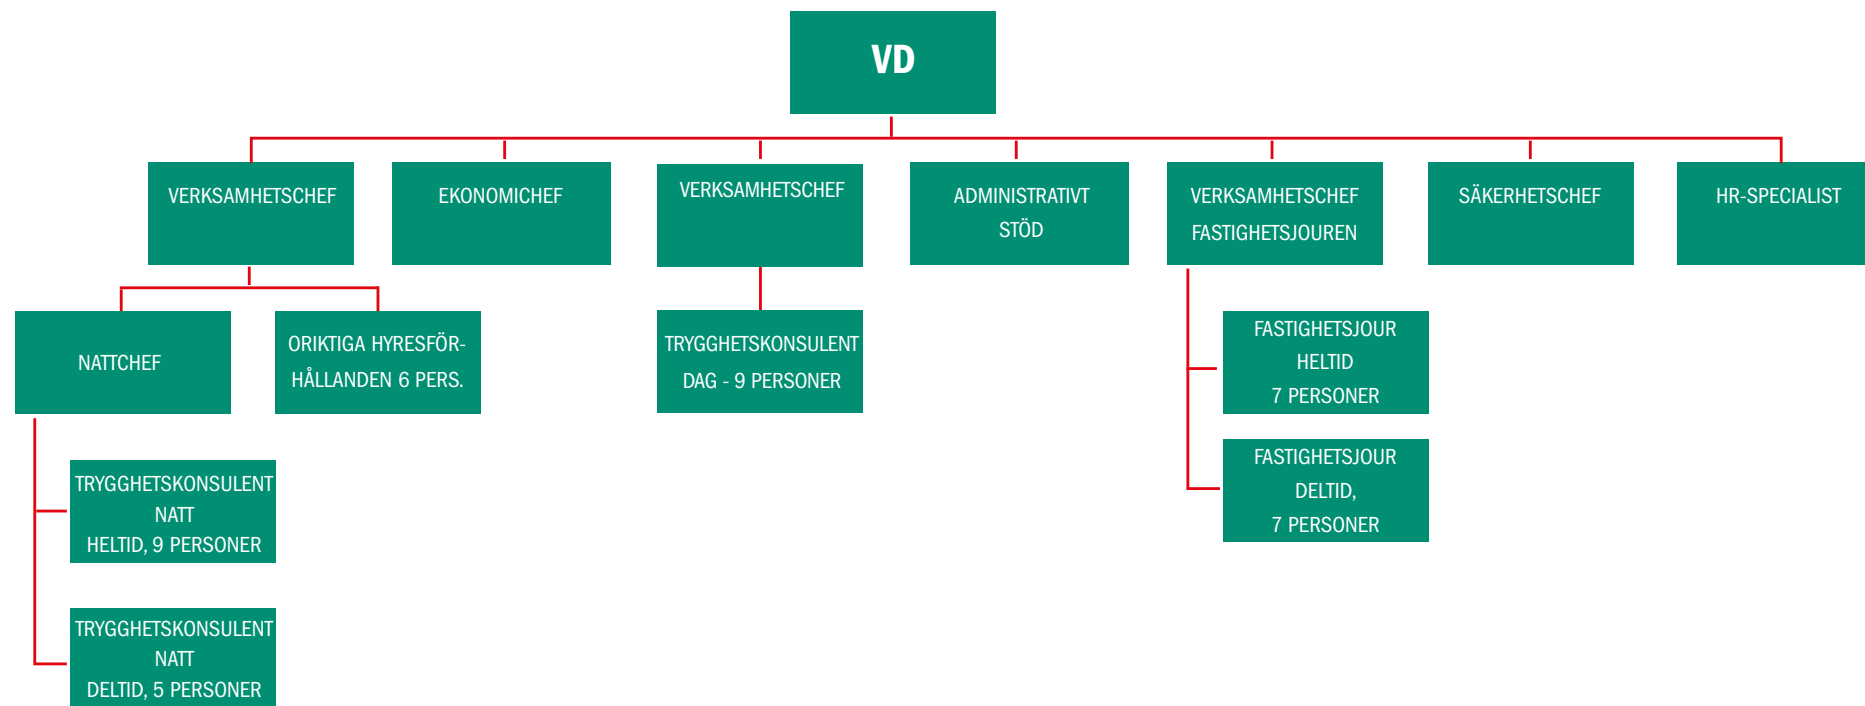 VD
VERKSAMHETSCHEF
EKONOMICHEF
VERKSAMHETSCHEF
ADMINISTRATIVT
STÖD
VERKSAMHETSCHEF
FASTIGHETSJOUREN
SÄKERHETSCHEF
HR-SPECIALIST
NATTCHEF
ORIKTIGA HYRESFÖR-
HÅLLANDEN 6 PERS.
TRYGGHETSKONSULENT
DAG - 9 PERSONER
FASTIGHETSJOUR
HELTID
7 PERSONER
TRYGGHETSKONSULENT
NATT
HELTID, 9 PERSONER
FASTIGHETSJOUR
DELTID,
7 PERSONER
TRYGGHETSKONSULENT
NATT
DELTID, 5 PERSONER